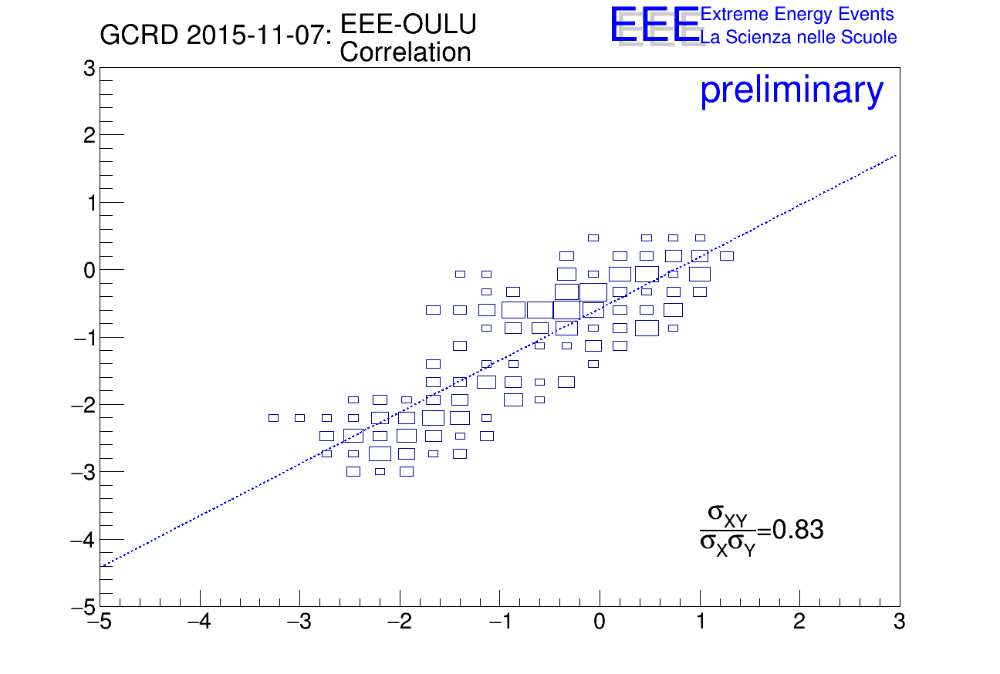 GCRD 2015-11-07: EEE-OULU
Correlation
EEE Extreme Energy Events
La Scienza nelle Scuole
preliminary
3
2
1
0
−1
−2
−3
−4
−5
σXY
σXσY
=0.83
−5 −4 −3 −2 −1 0 1 2 3